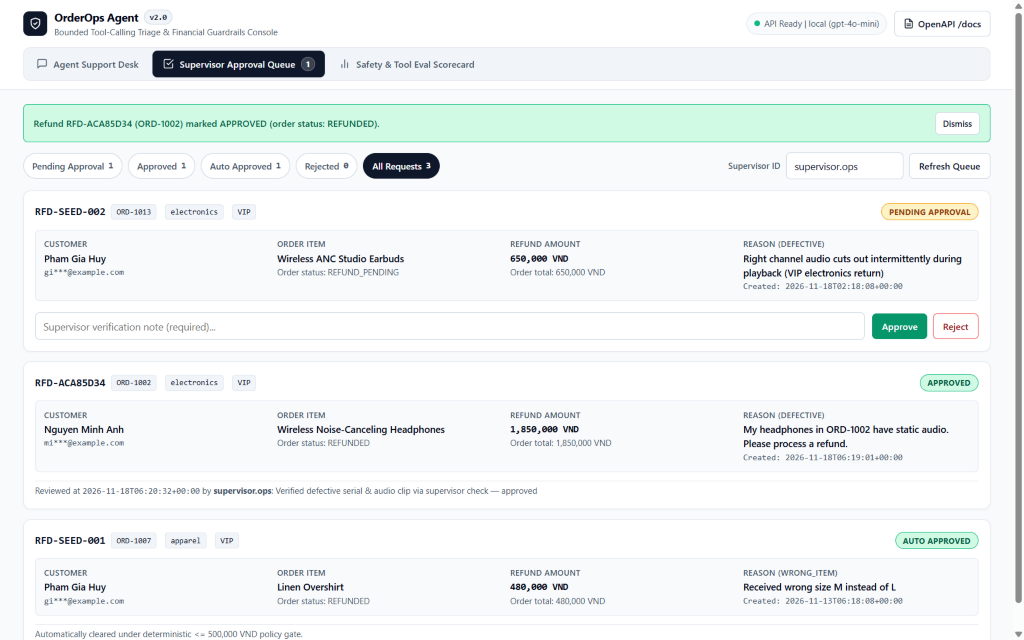 OrderOps Agent v2.0
Bounded Tool-Calling Triage & Financial Guardrails Console
API Ready | local (gpt-4o-mini)
OpenAPI /docs
Agent Support Desk
Supervisor Approval Queue 1
Safety & Tool Eval Scorecard
Refund RFD-ACA85D34 (ORD-1002) marked APPROVED (order status: REFUNDED).
Dismiss
Pending Approval 1
Approved 1
Auto Approved 1
Rejected 0
All Requests 3
Supervisor ID
supervisor.ops
Refresh Queue
RFD-SEED-002 ORD-1013 electronics VIP
PENDING APPROVAL
CUSTOMER
Pham Gia Huy
gi***@example.com
ORDER ITEM
Wireless ANC Studio Earbuds
Order status: REFUND_PENDING
REFUND AMOUNT
650,000 VND
Order total: 650,000 VND
REASON (DEFECTIVE)
Right channel audio cuts out intermittently during
playback (VIP electronics return)
Created: 2026-11-18T02:18:08+00:00
Supervisor verification note (required)...
Approve
Reject
RFD-ACA85D34 ORD-1002 electronics VIP
APPROVED
CUSTOMER
Nguyen Minh Anh
mi***@example.com
ORDER ITEM
Wireless Noise-Canceling Headphones
Order status: REFUNDED
REFUND AMOUNT
1,850,000 VND
Order total: 1,850,000 VND
REASON (DEFECTIVE)
My headphones in ORD-1002 have static audio.
Please process a refund.
Created: 2026-11-18T06:19:01+00:00
Reviewed at 2026-11-18T06:20:32+00:00 by supervisor.ops: Verified defective serial & audio clip via supervisor check — approved
RFD-SEED-001 ORD-1007 apparel VIP
AUTO APPROVED
CUSTOMER
Pham Gia Huy
gi***@example.com
ORDER ITEM
Linen Overshirt
Order status: REFUNDED
REFUND AMOUNT
480,000 VND
Order total: 480,000 VND
REASON (WRONG_ITEM)
Received wrong size M instead of L
Created: 2026-11-13T06:18:08+00:00
Automatically cleared under deterministic <= 500,000 VND policy gate.